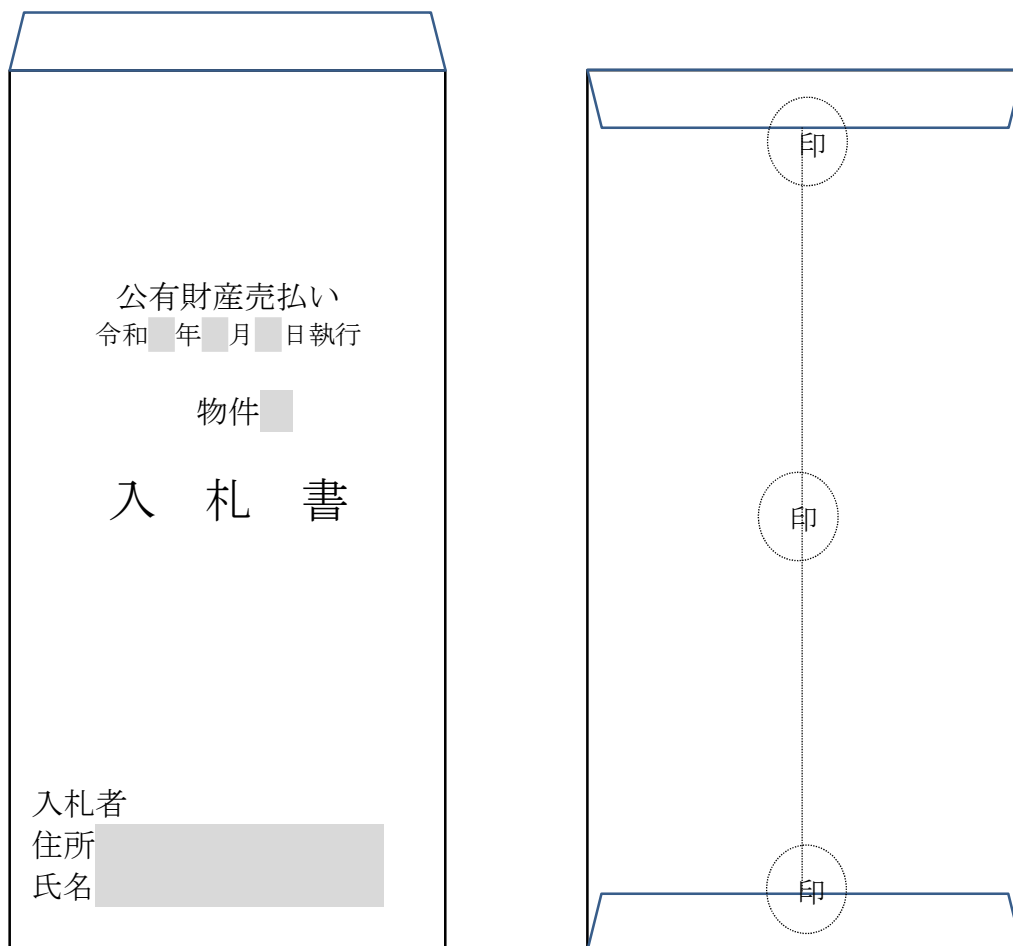 公有財産売払い
令和 年 月 日執行
物件
入 札 書
入札者
住所
氏名
印
印
印